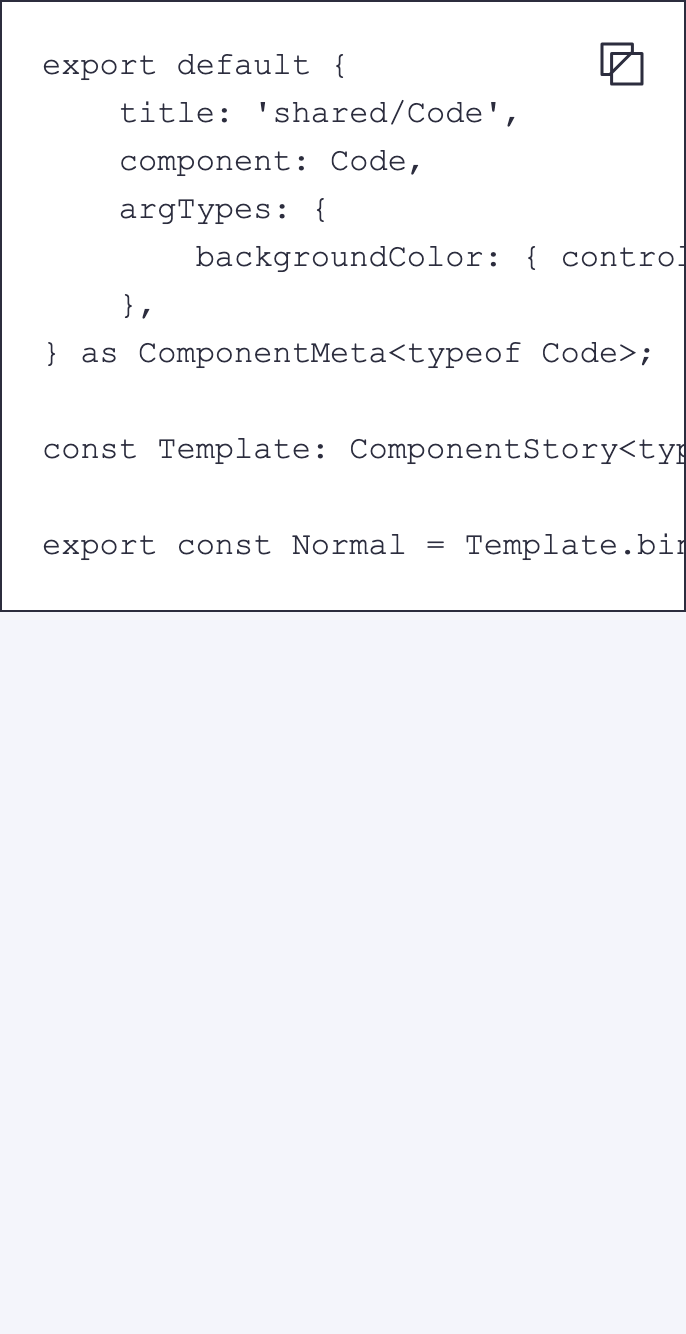 export default {
    title: 'shared/Code',
    component: Code,
    argTypes: {
        backgroundColor: { control
    },
} as ComponentMeta<typeof Code>;
const Template: ComponentStory<typ
export const Normal = Template.bin